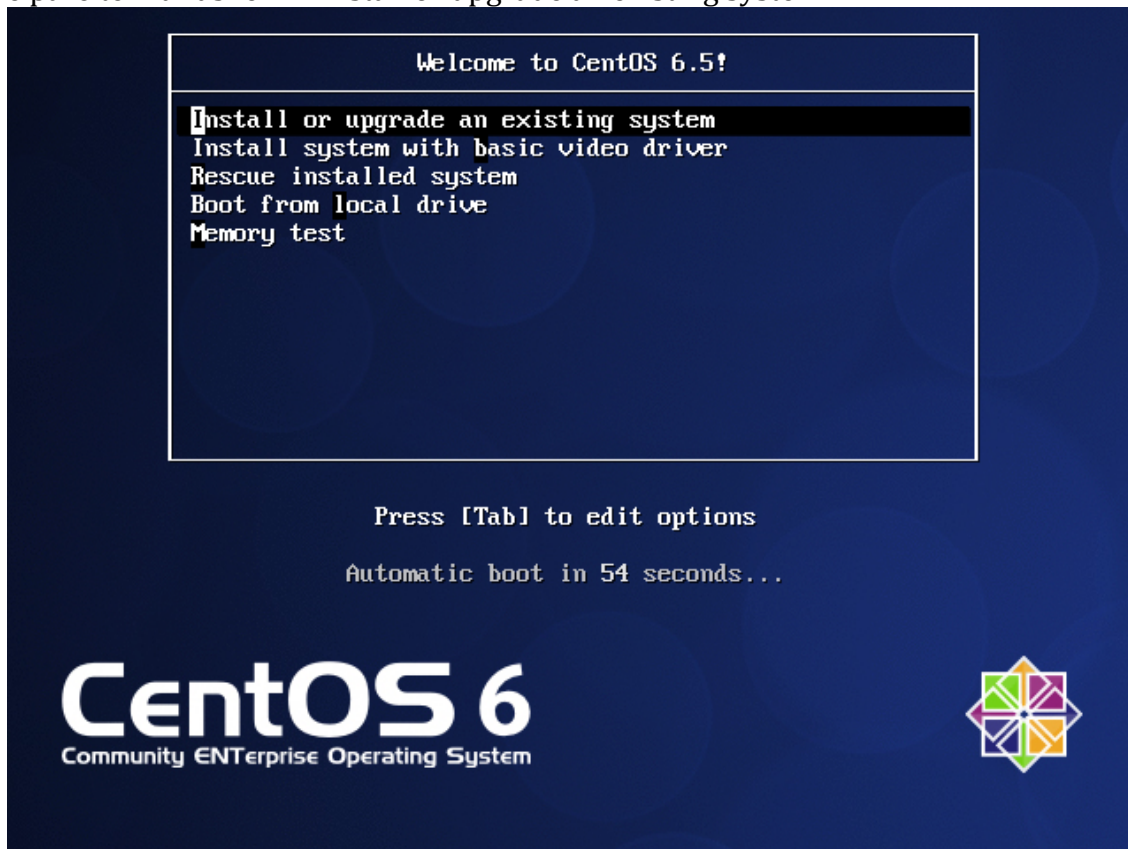 Welcome to CentOS 6.5!
Install or upgrade an existing system
Install system with basic video driver
Rescue installed system
Boot from local drive
Memory test
Press [Tab] to edit options
Automatic boot in 54 seconds...
CentOS 6
Community ENTerprise Operating System